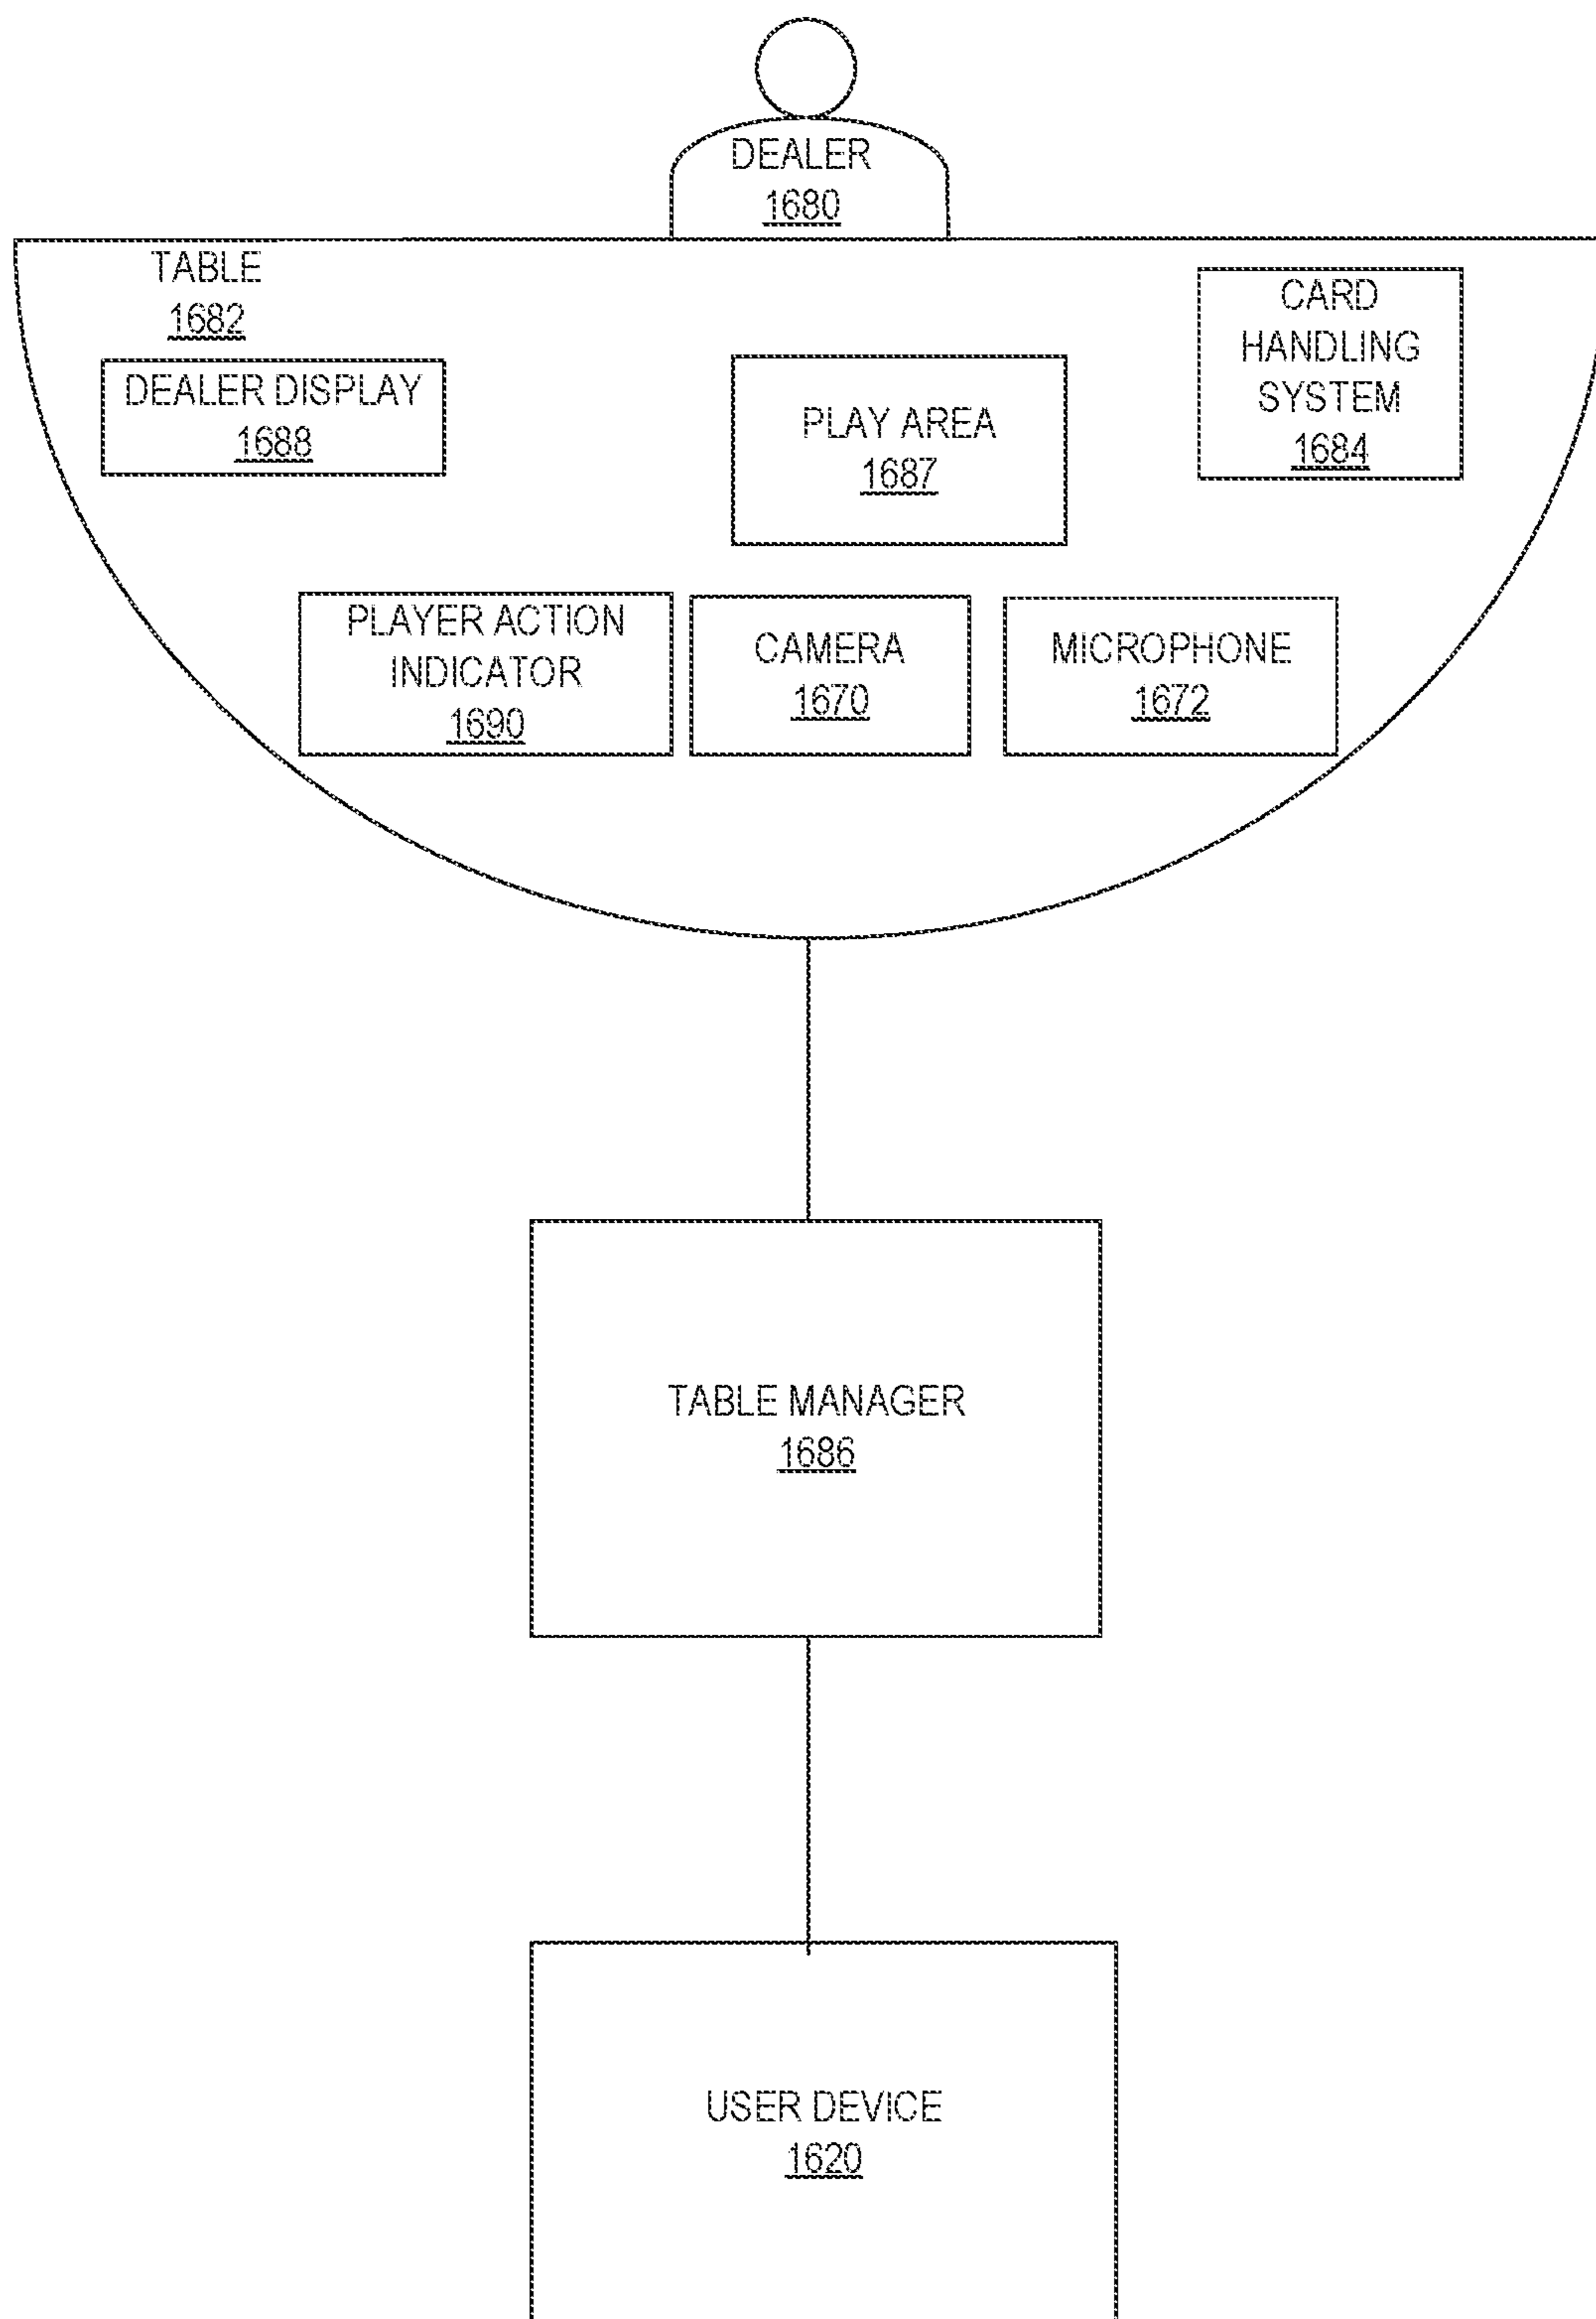 DEALER
1680
TABLE
1682
CARD
HANDLING
SYSTEM
1684
DEALER DISPLAY
1688
PLAY AREA
1687
PLAYER ACTION
INDICATOR
1690
CAMERA
1670
MICROPHONE
1672
TABLE MANAGER
1686
USER DEVICE
1620